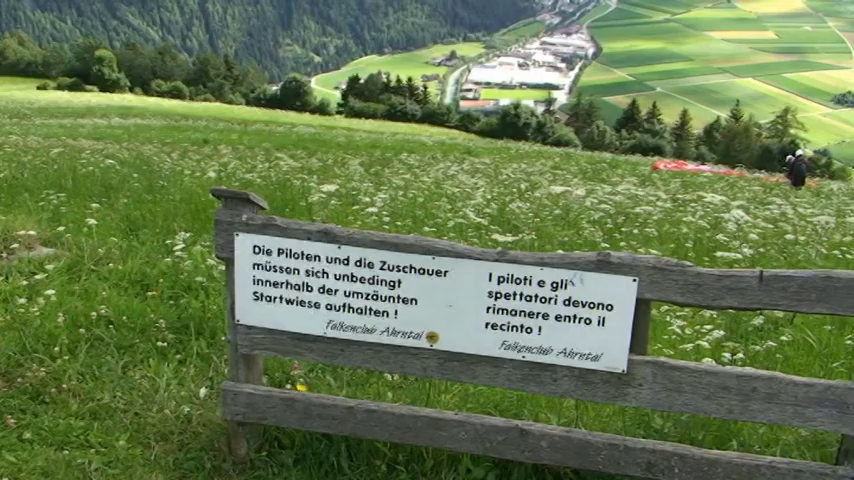 Die Piloten und die Zuschauer
müssen sich unbedingt
innerhalb der umzäunten
Startwiese aufhalten !
Falkenclub Ahrntal
I piloti e gli
spettatori devono
rimanere entro il
recinto !
Falkenclub Ahrntal